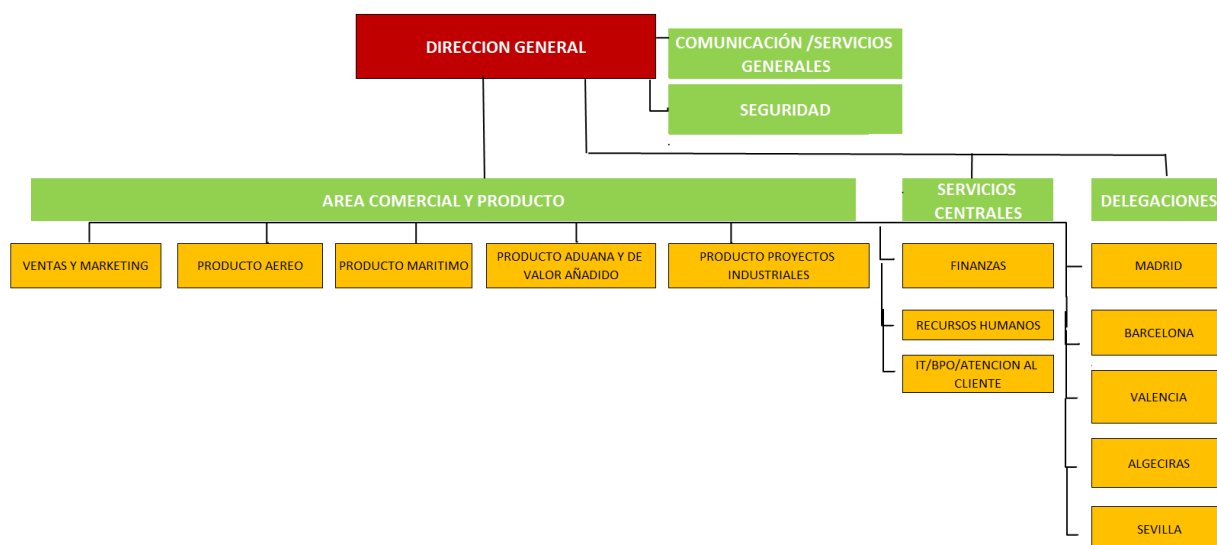 DIRECCION GENERAL
COMUNICACIÓN /SERVICIOS
GENERALES
SEGURIDAD
AREA COMERCIAL Y PRODUCTO
SERVICIOS
CENTRALES
DELEGACIONES
VENTAS Y MARKETING
PRODUCTO AEREO
PRODUCTO MARITIMO
PRODUCTO ADUANA Y DE
VALOR AÑADIDO
PRODUCTO PROYECTOS
INDUSTRIALES
FINANZAS
MADRID
RECURSOS HUMANOS
BARCELONA
IT/BPO/ATENCION AL
CLIENTE
VALENCIA
ALGECIRAS
SEVILLA